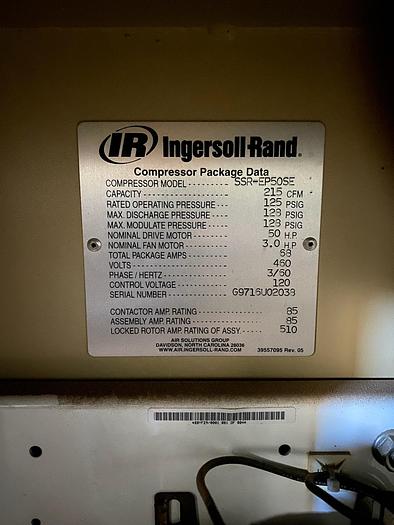 IR Ingersoll-Rand®
Compressor Package Data
COMPRESSOR MODEL --------- SSR-EP50SE
CAPACITY ----------------- 215 CFM
RATED OPERATING PRESSURE --- 125 PSIG
MAX. DISCHARGE PRESSURE ---- 128 PSIG
MAX. MODULATE PRESSURE ---- 128 PSIG
NOMINAL DRIVE MOTOR -------- 50 H.P
NOMINAL FAN MOTOR --------- 3.0 H.P
TOTAL PACKAGE AMPS --------- 68
VOLTS --------------------- 460
PHASE / HERTZ -------------- 3/60
CONTROL VOLTAGE ----------- 120
SERIAL NUMBER ---------- G9716U02038
CONTACTOR AMP. RATING ------- 85
ASSEMBLY AMP. RATING -------- 85
LOCKED ROTOR AMP. RATING OF ASSY. ----- 510
AIR SOLUTIONS GROUP
DAVIDSON, NORTH CAROLINA 28036
WWW.AIR.INGERSOLL-RAND.COM
39557095 Rev. 05